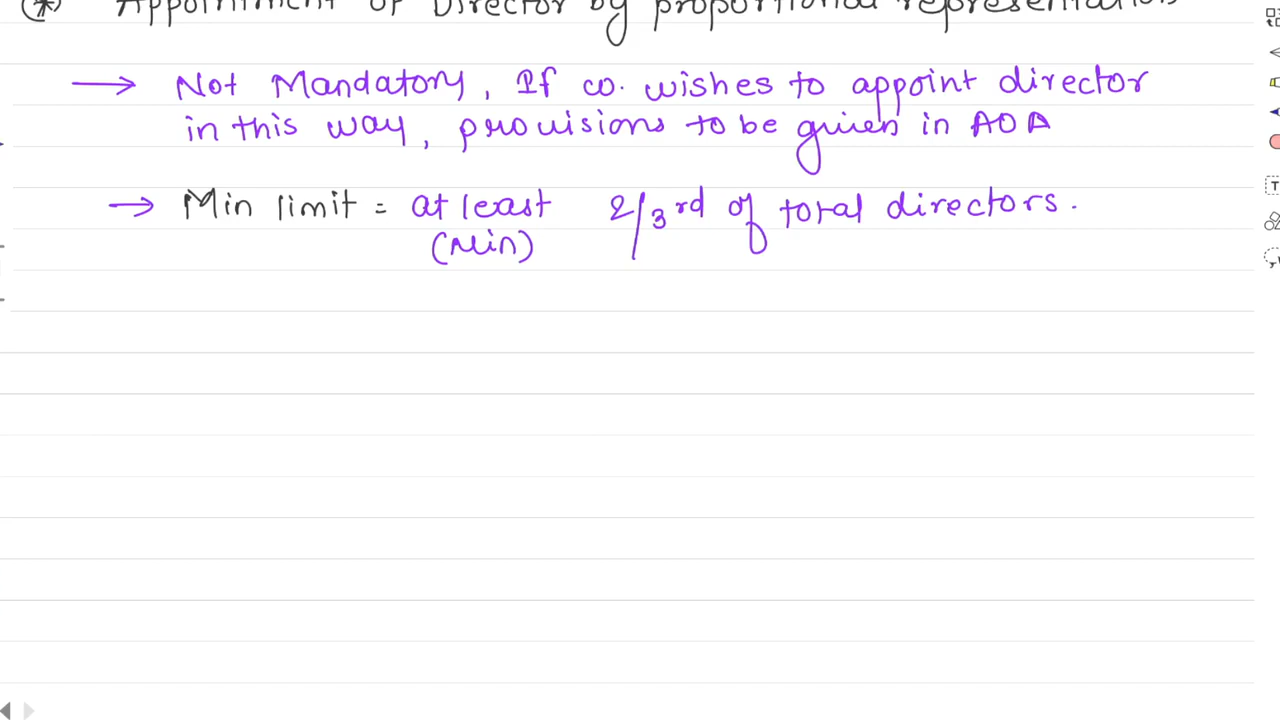 (*) Appointment of Director by proportional representation
→ Not Mandatory, If co. wishes to appoint director
in this way, provisions to be given in AOA
→ Min limit = at least 2/3rd of total directors.
(Min)